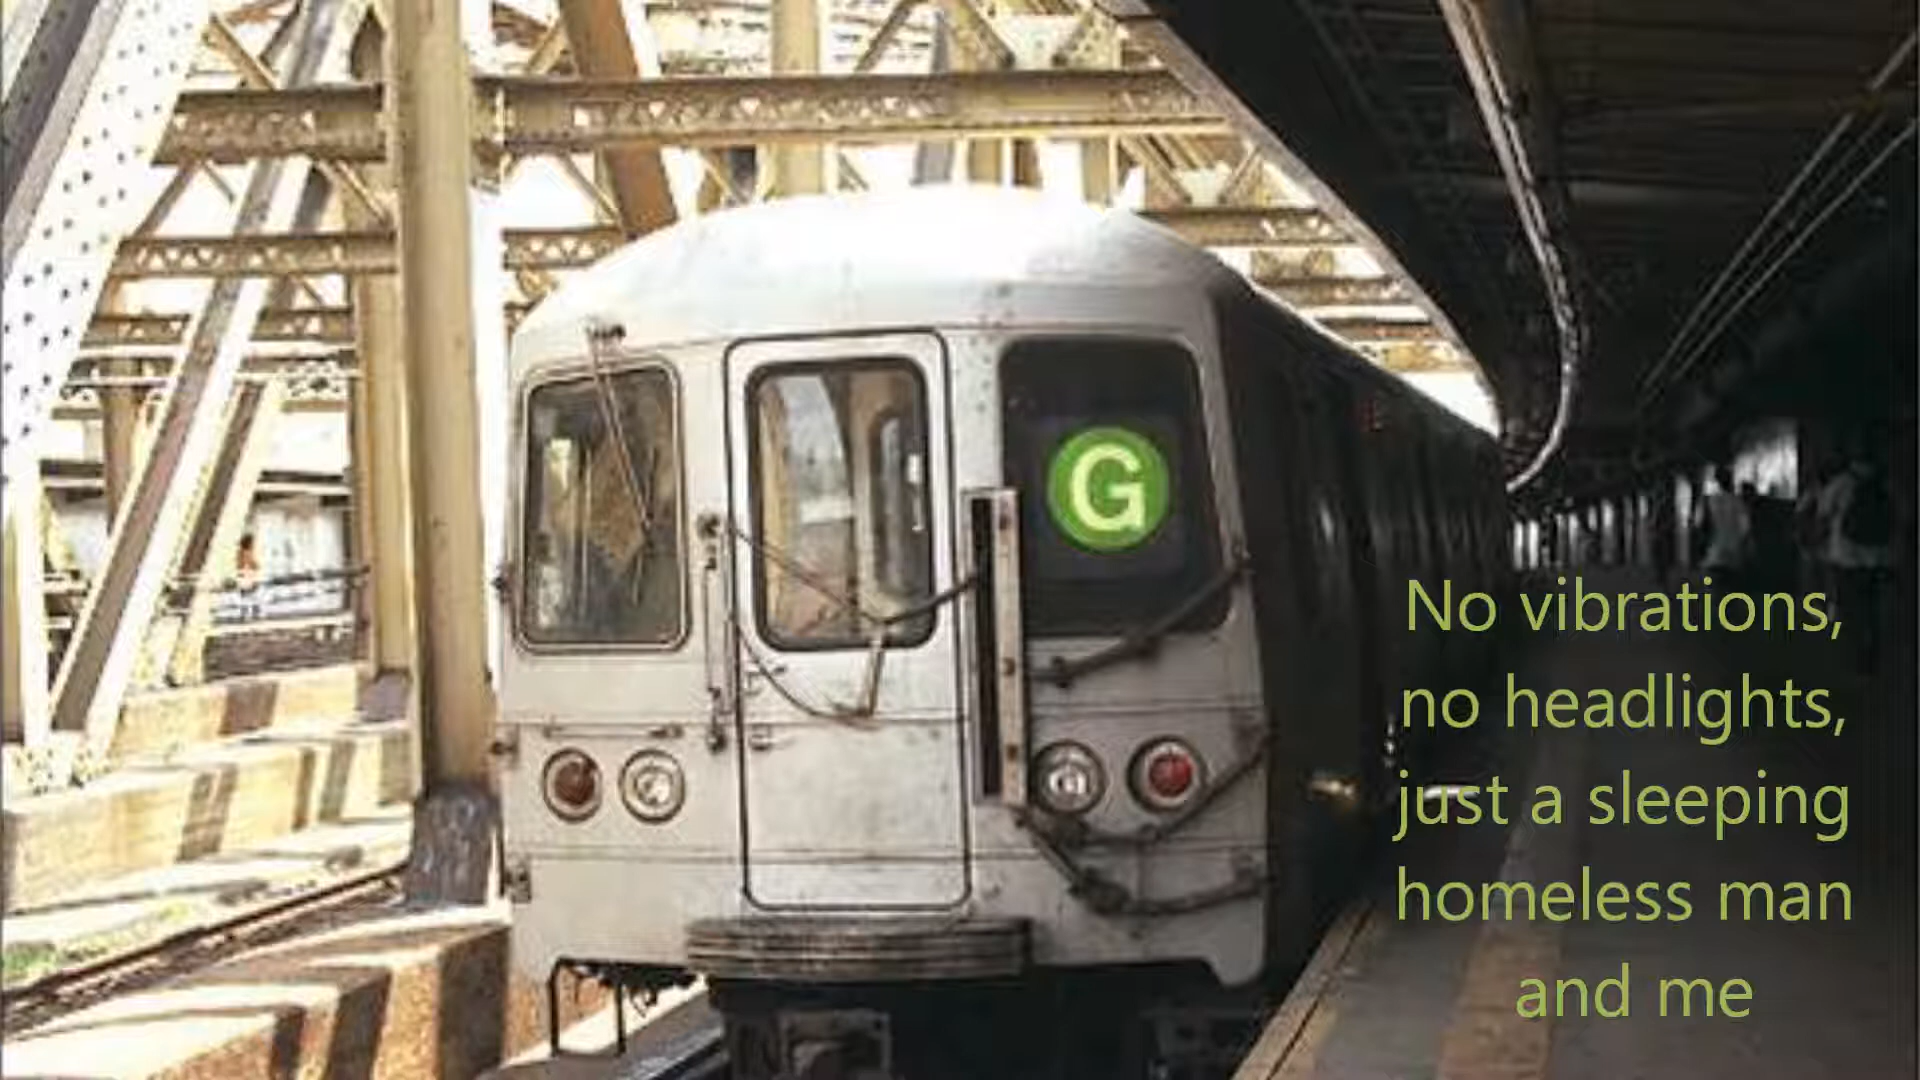 G
No vibrations,
no headlights,
just a sleeping
homeless man
and me